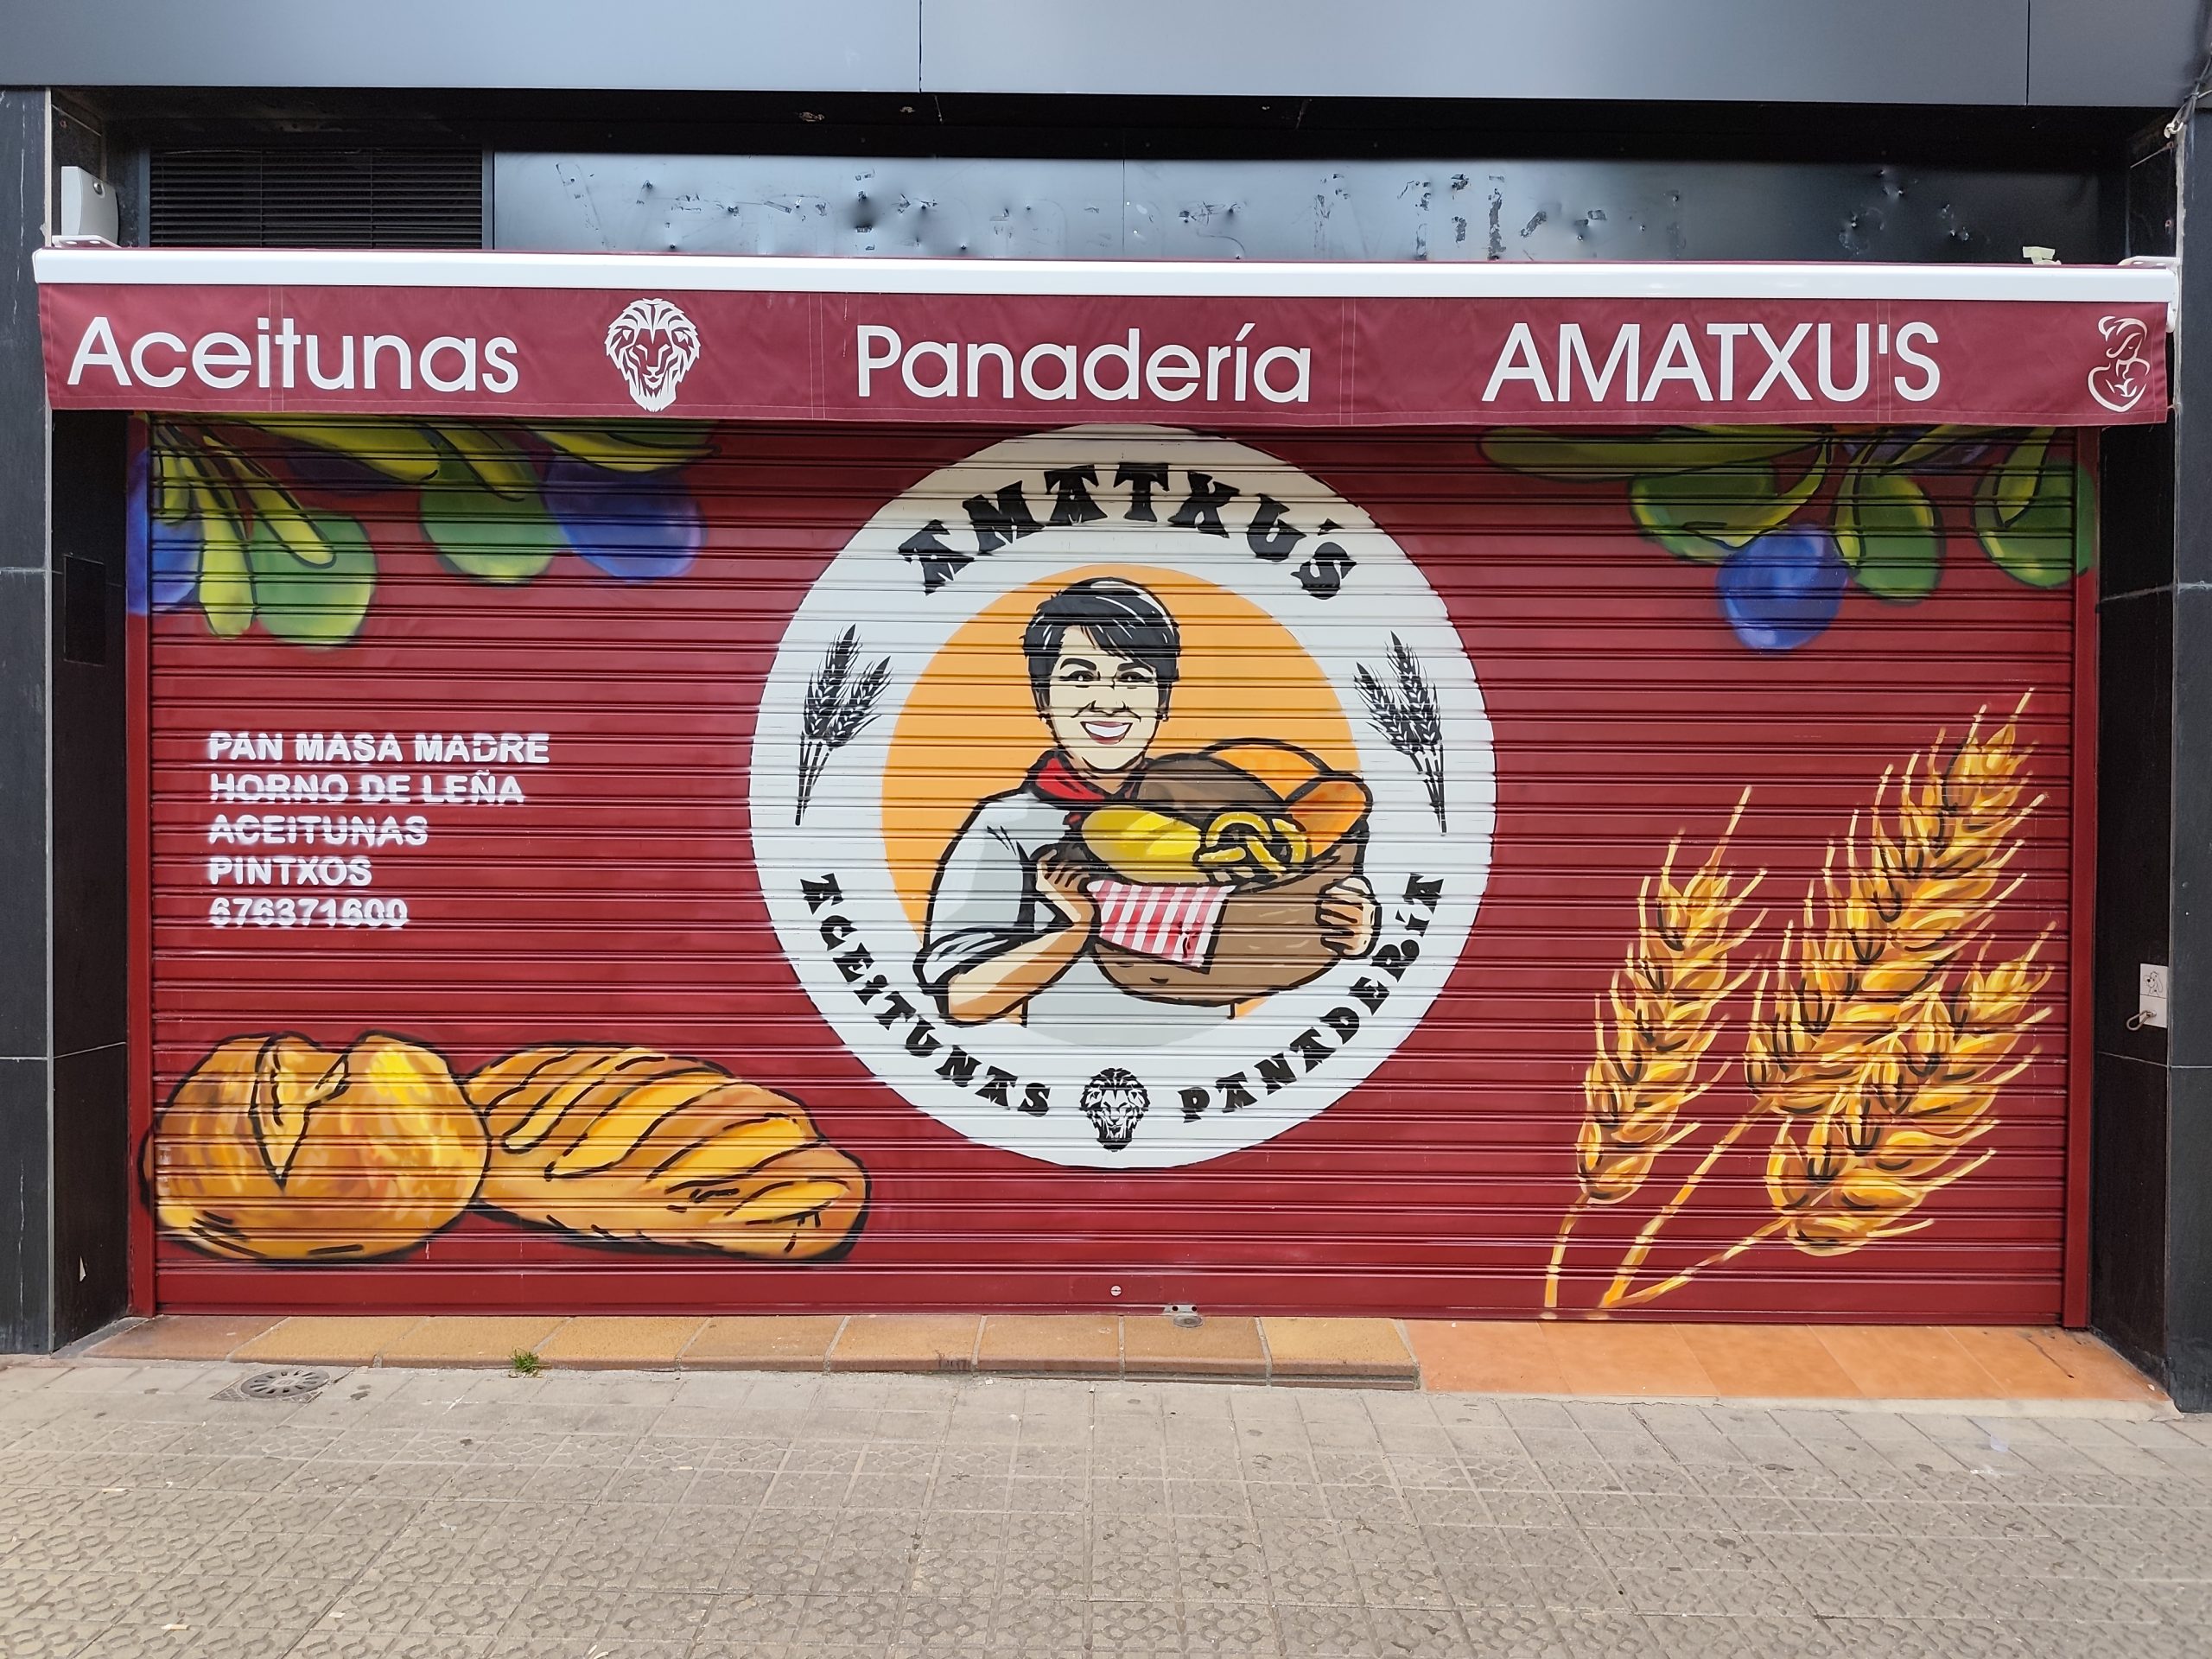 Aceitunas Panadería AMATXU'S
AMATXU'S
PAN MASA MADRE
HORNO DE LEÑA
ACEITUNAS
PINTXOS
676371600
ACEiTUNAS PANADERíA